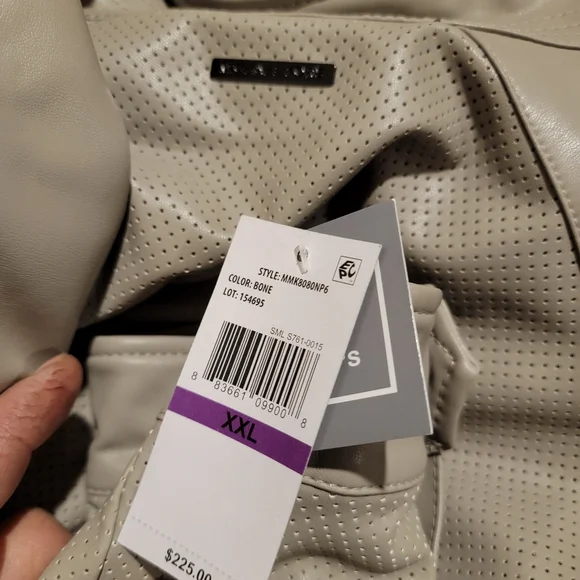 STYLE: MMK8080NP6
COLOR: BONE
LOT: 154695
SML S761-0015
8 83661 09900 8
XXL
$225.00